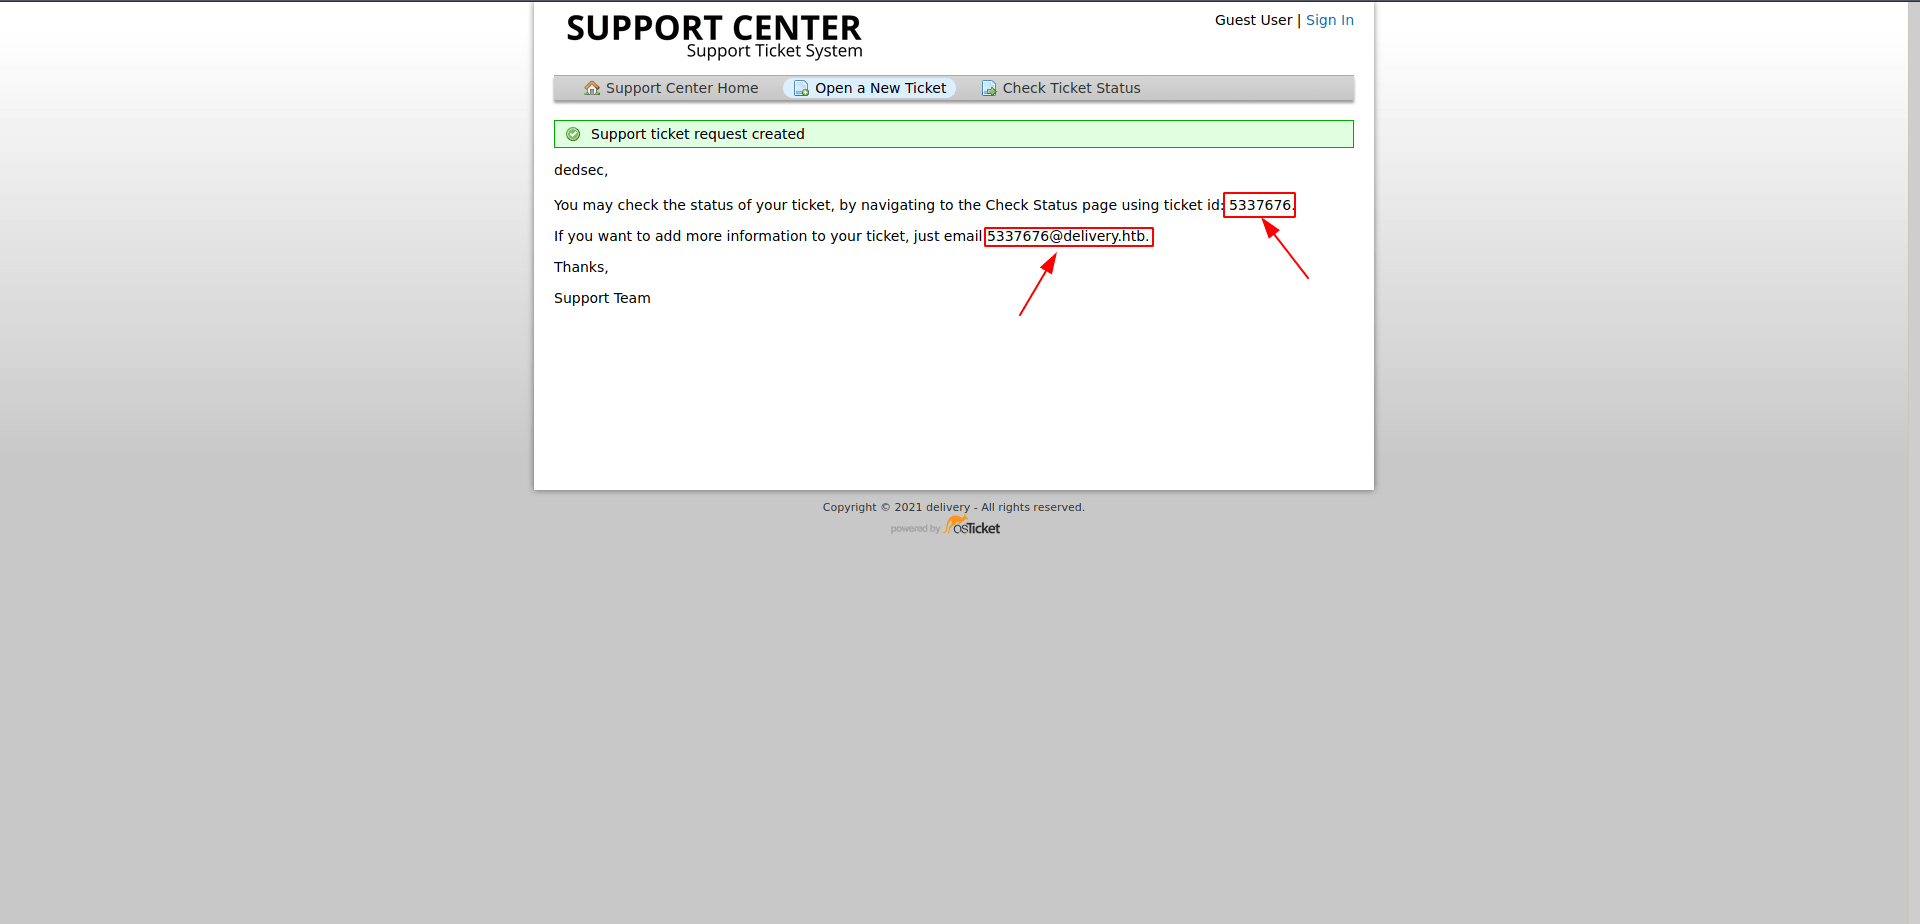 SUPPORT CENTER
Support Ticket System
Guest User | Sign In
Support Center Home Open a New Ticket Check Ticket Status
Support ticket request created
dedsec,
You may check the status of your ticket, by navigating to the Check Status page using ticket id: 5337676.
If you want to add more information to your ticket, just email 5337676@delivery.htb.
Thanks,
Support Team
Copyright © 2021 delivery - All rights reserved.
powered by osTicket